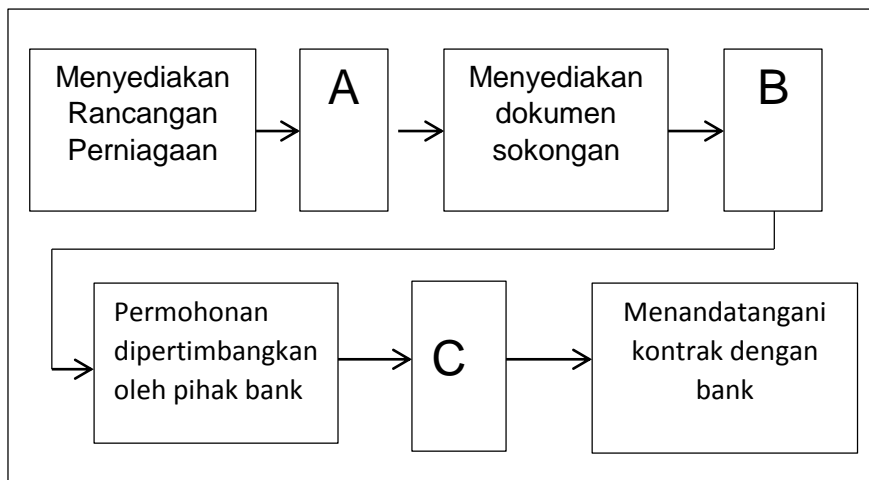 Menyediakan
Rancangan
Perniagaan
A
Menyediakan
dokumen
sokongan
B
Permohonan
dipertimbangkan
oleh pihak bank
C
Menandatangani
kontrak dengan
bank